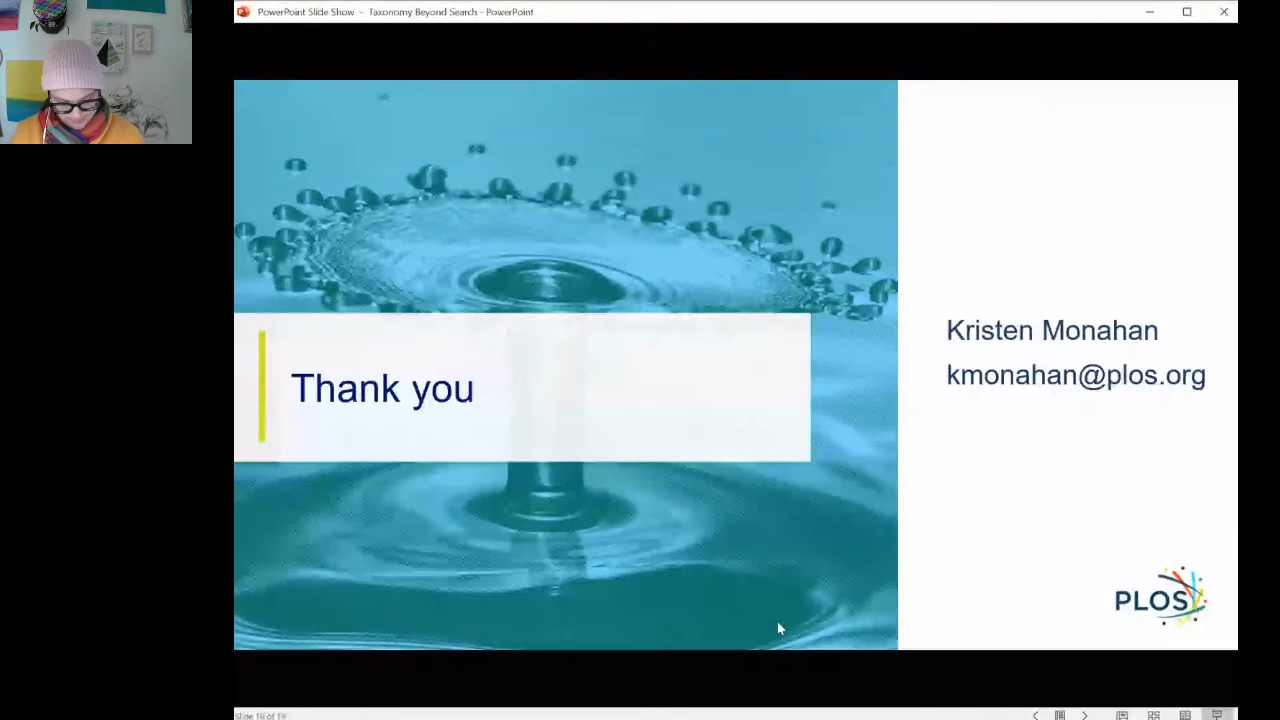 PowerPoint Slide Show - Taxonomy Beyond Search - PowerPoint
Thank you
Kristen Monahan
kmonahan@plos.org
PLOS